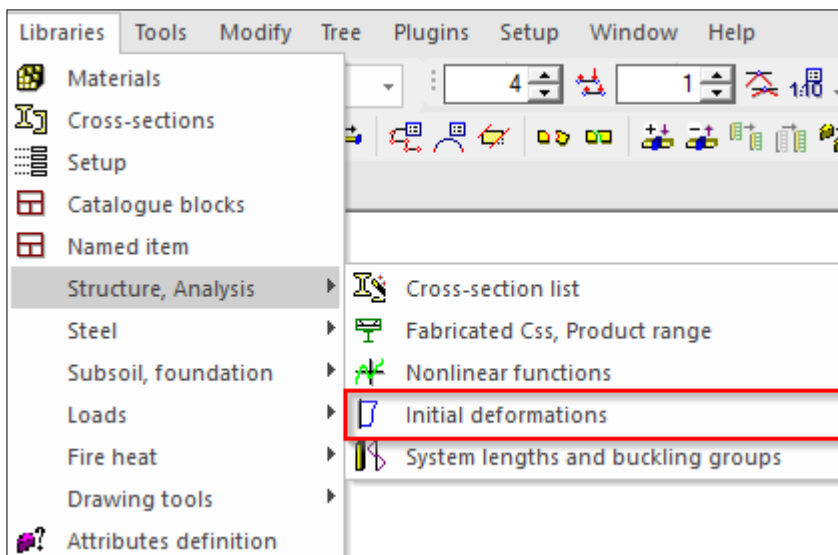 Libraries Tools Modify Tree Plugins Setup Window Help
Materials
4 1 1:10
Cross-sections
Setup
Catalogue blocks
Named item
Structure, Analysis
Cross-section list
Steel
Fabricated Css, Product range
Subsoil, foundation
Nonlinear functions
Loads
Initial deformations
Fire heat
System lengths and buckling groups
Drawing tools
Attributes definition